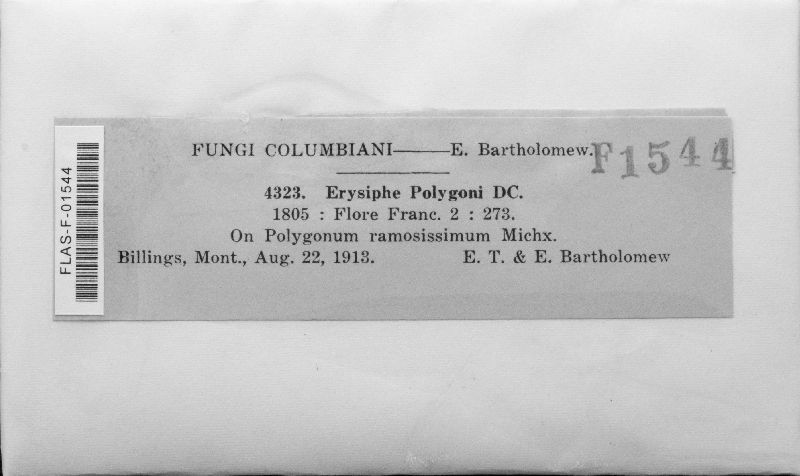 FUNGI COLUMBIANI——E. Bartholomew.
F1544
4323. Erysiphe Polygoni DC.
1805 : Flore Franc. 2 : 273.
On Polygonum ramosissimum Michx.
Billings, Mont., Aug. 22, 1913. E. T. & E. Bartholomew
FLAS-F-01544